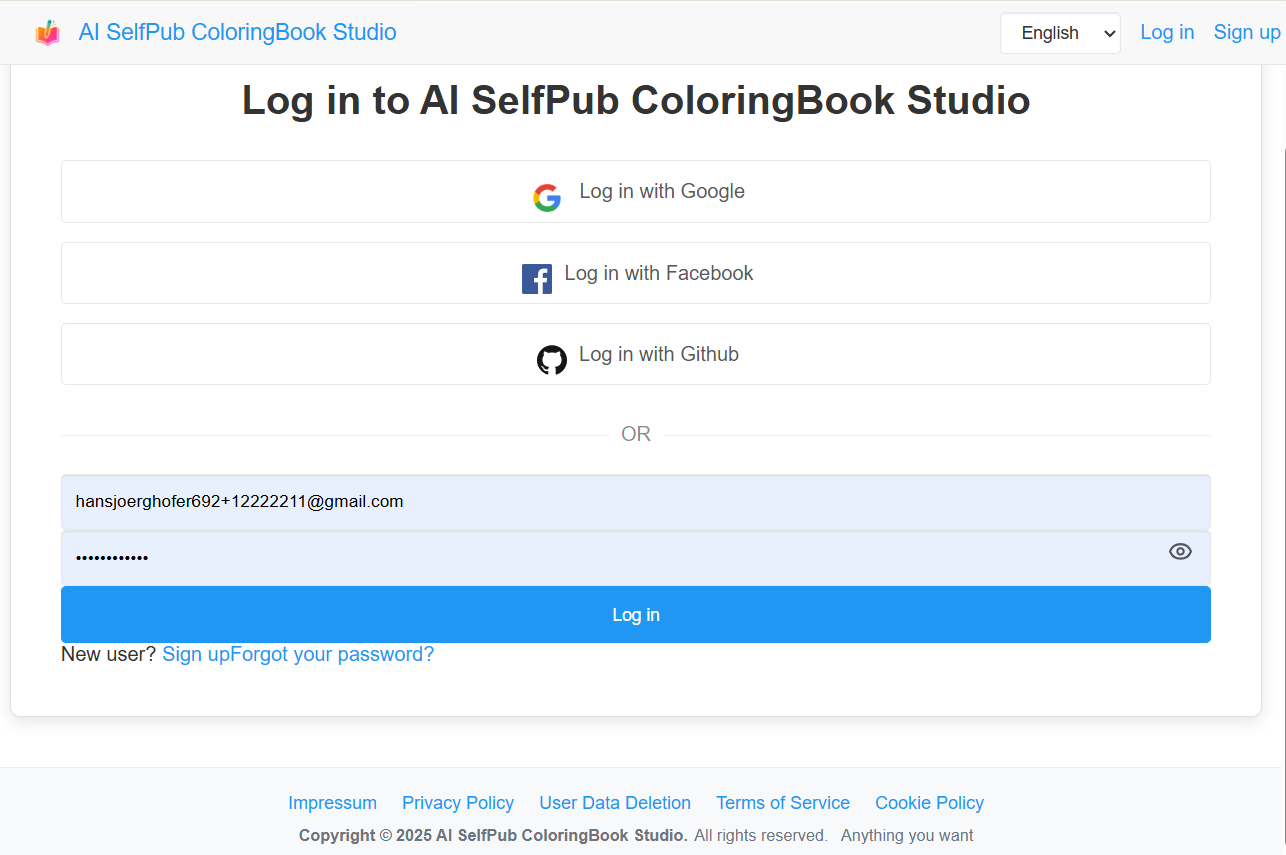 AI SelfPub ColoringBook Studio English Log in Sign up
Log in to AI SelfPub ColoringBook Studio
Log in with Google
Log in with Facebook
Log in with Github
OR
hansjoerghofer692+12222211@gmail.com
••••••••••••
Log in
New user? Sign upForgot your password?
Impressum Privacy Policy User Data Deletion Terms of Service Cookie Policy
Copyright © 2025 AI SelfPub ColoringBook Studio. All rights reserved. Anything you want